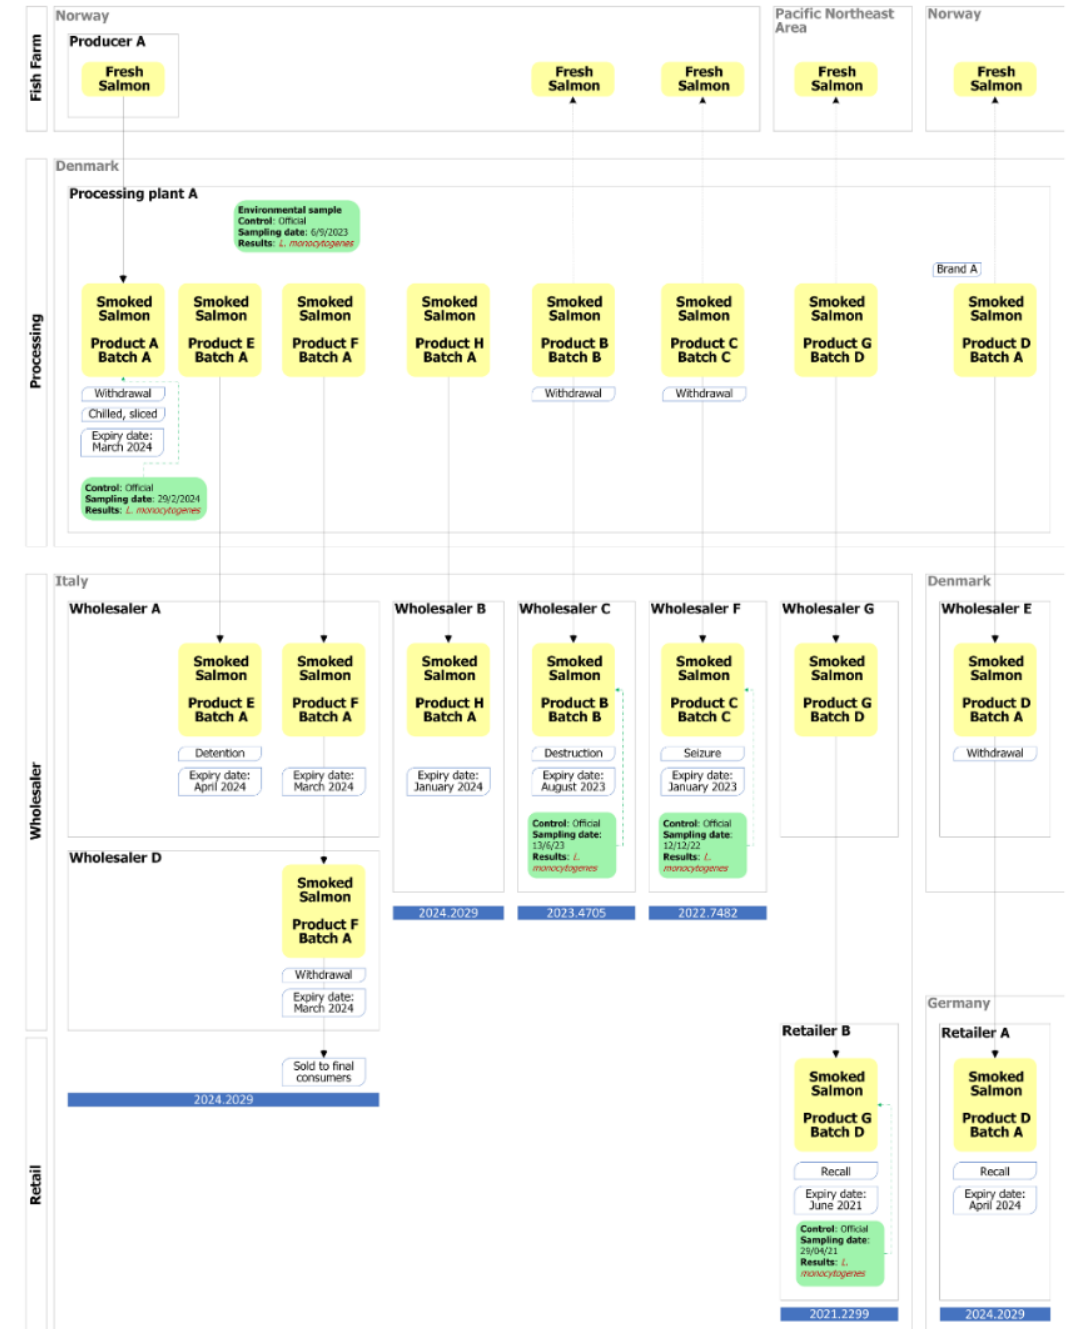 Norway
Pacific Northeast
Area
Norway
Fish Farm
Producer A
Fresh
Salmon
Fresh
Salmon
Fresh
Salmon
Fresh
Salmon
Fresh
Salmon
Denmark
Processing
Processing plant A
Environmental sample
Control: Official
Sampling date: 6/9/2023
Results: L. monocytogenes
Brand A
Smoked
Salmon
Product A
Batch A
Smoked
Salmon
Product E
Batch A
Smoked
Salmon
Product F
Batch A
Smoked
Salmon
Product H
Batch A
Smoked
Salmon
Product B
Batch B
Smoked
Salmon
Product C
Batch C
Smoked
Salmon
Product G
Batch D
Smoked
Salmon
Product D
Batch A
Withdrawal
Chilled, sliced
Expiry date:
March 2024
Withdrawal
Withdrawal
Control: Official
Sampling date: 29/2/2024
Results: L. monocytogenes
Italy
Denmark
Wholesaler
Wholesaler A
Wholesaler B
Wholesaler C
Wholesaler F
Wholesaler G
Wholesaler E
Smoked
Salmon
Product E
Batch A
Smoked
Salmon
Product F
Batch A
Smoked
Salmon
Product H
Batch A
Smoked
Salmon
Product B
Batch B
Smoked
Salmon
Product C
Batch C
Smoked
Salmon
Product G
Batch D
Smoked
Salmon
Product D
Batch A
Detention
Expiry date:
April 2024
Expiry date:
March 2024
Expiry date:
January 2024
Destruction
Expiry date:
August 2023
Seizure
Expiry date:
January 2023
Withdrawal
Control: Official
Sampling date:
13/6/23
Results: L.
monocytogenes
Control: Official
Sampling date:
12/12/22
Results: L.
monocytogenes
Wholesaler D
Smoked
Salmon
Product F
Batch A
Withdrawal
Expiry date:
March 2024
2024.2029
2023.4705
2022.7482
Germany
Retail
Sold to final
consumers
2024.2029
Retailer B
Smoked
Salmon
Product G
Batch D
Recall
Expiry date:
June 2021
Control: Official
Sampling date:
29/04/21
Results: L.
monocytogenes
2021.2299
Retailer A
Smoked
Salmon
Product D
Batch A
Recall
Expiry date:
April 2024
2024.2029